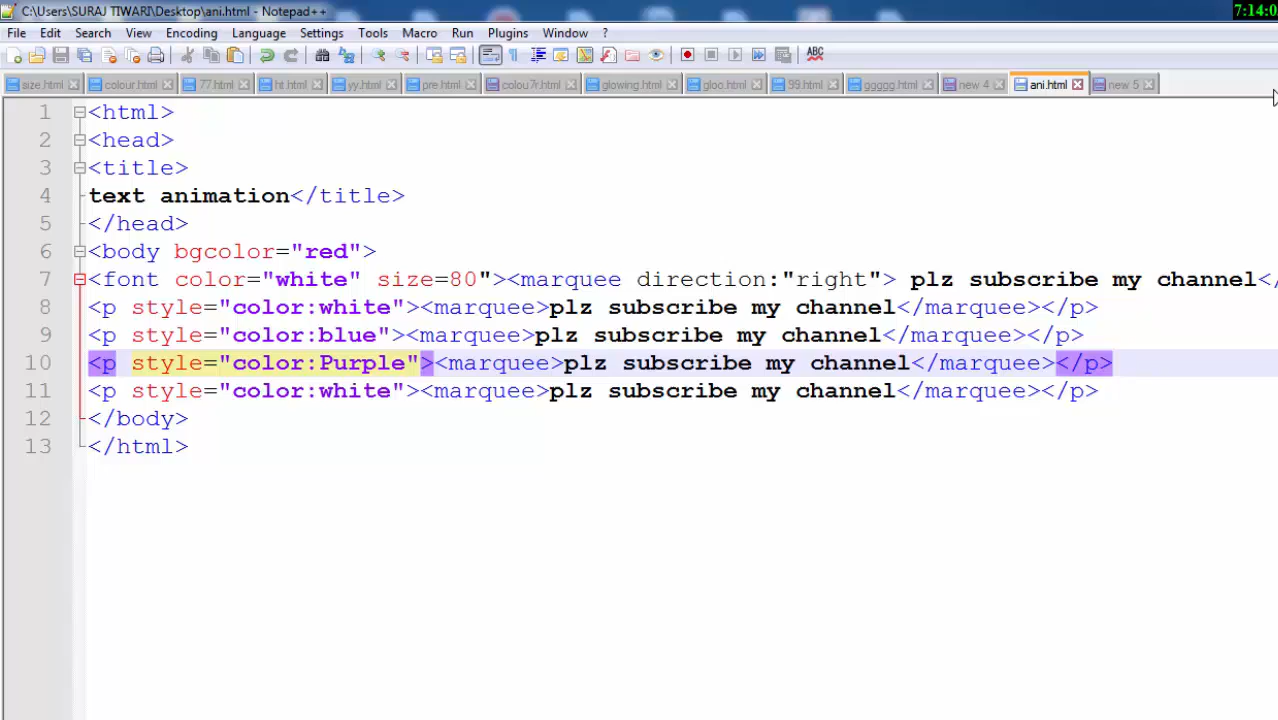 C:\Users\SURAJ TIWARI\Desktop\ani.html - Notepad++
7:14:0
File Edit Search View Encoding Language Settings Tools Macro Run Plugins Window ?
ABC
size.html colour.html 77.html ht.html yy.html pre.html colou7r.html glowing.html gloo.html 99.html ggggg.html new 4 ani.html new 5
1 <html>
2 <head>
3 <title>
4 text animation</title>
5 </head>
6 <body bgcolor="red">
7 <font color="white" size=80"><marquee direction:"right"> plz subscribe my channel</
8 <p style="color:white"><marquee>plz subscribe my channel</marquee></p>
9 <p style="color:blue"><marquee>plz subscribe my channel</marquee></p>
10 <p style="color:Purple"><marquee>plz subscribe my channel</marquee></p>
11 <p style="color:white"><marquee>plz subscribe my channel</marquee></p>
12 </body>
13 </html>